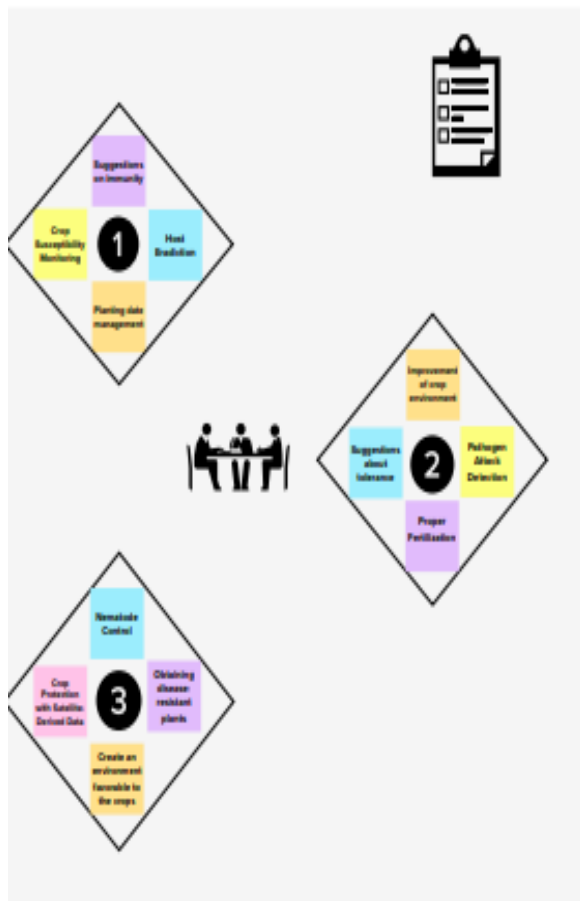 Suggestions
on immunity
Crop
Susceptibility
Monitoring
1
Host
Eradiction
Planting date
management
Improvement
of crop
environment
Suggestions
about
tolerance
2
Pathogen
Attack
Detection
Proper
Fertilization
Nematode
Control
Crop
Protection
with Satellite-
Derived Data
3
Obtaining
disease-
resistant
plants
Create an
environment
favorable to
the crops